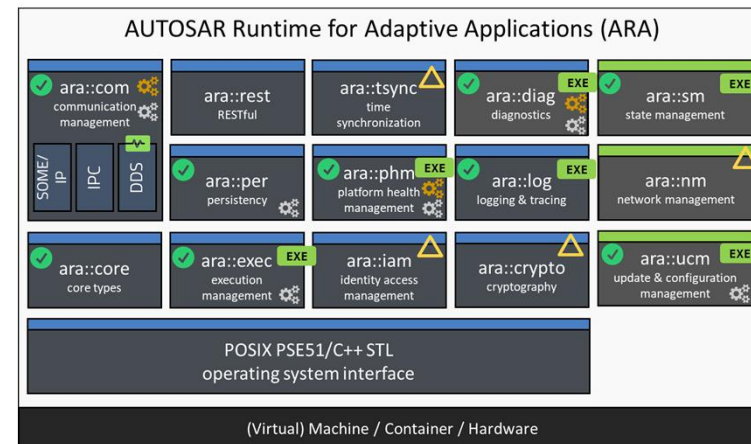 AUTOSAR Runtime for Adaptive Applications (ARA)
ara::com
communication
management
SOME/
IP
IPC
DDS
ara::rest
RESTful
ara::tsync
time
synchronization
EXE
ara::diag
diagnostics
EXE
ara::sm
state management
ara::per
persistency
EXE
ara::phm
platform health
management
EXE
ara::log
logging & tracing
ara::nm
network management
ara::core
core types
EXE
ara::exec
execution
management
ara::iam
identity access
management
ara::crypto
cryptography
EXE
ara::ucm
update & configuration
management
POSIX PSE51/C++ STL
operating system interface
(Virtual) Machine / Container / Hardware